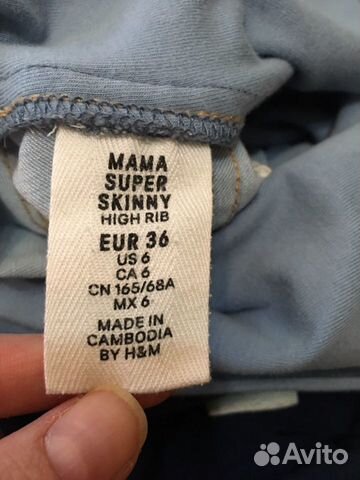 MAMA
SUPER
SKINNY
HIGH RIB
EUR 36
US 6
CA 6
CN 165/68A
MX 6
MADE IN
CAMBODIA
BY H&M
Avito